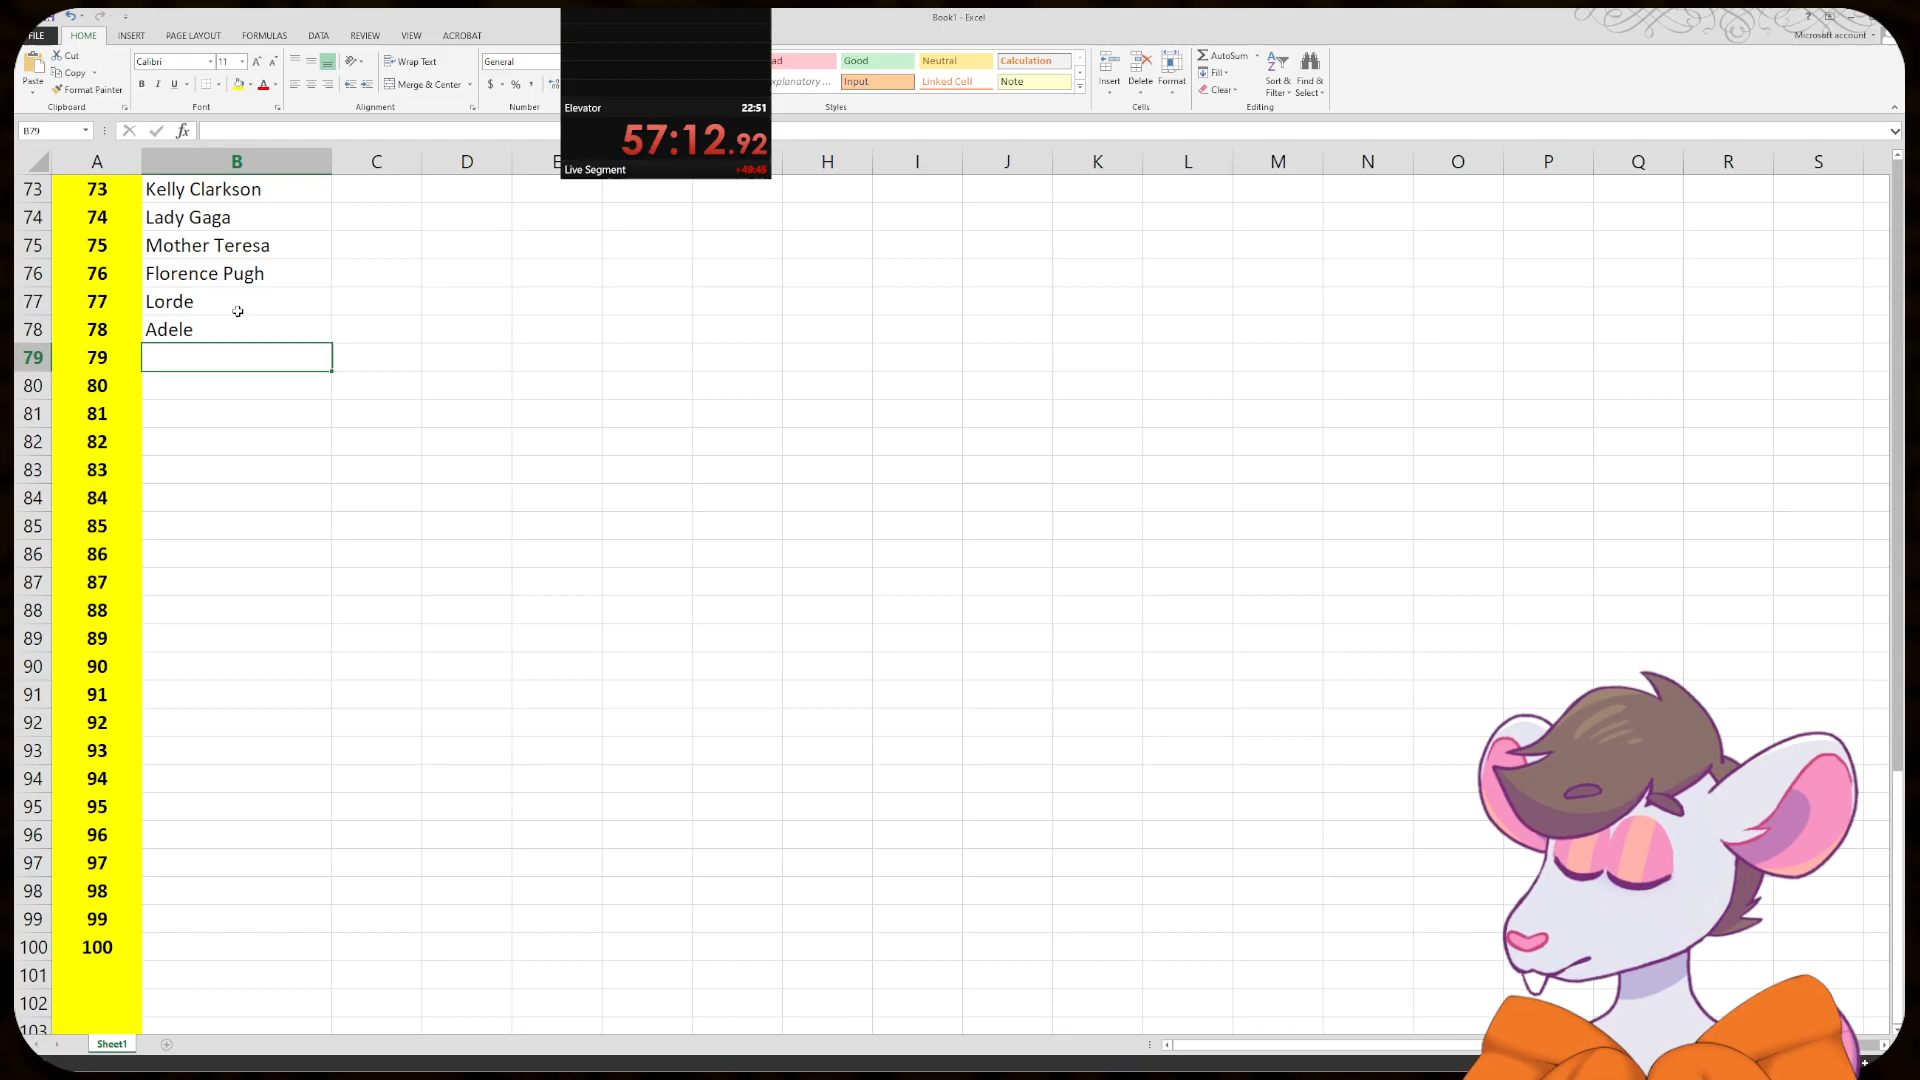 Book1 - Excel
FILE HOME INSERT PAGE LAYOUT FORMULAS DATA REVIEW VIEW ACROBAT
Microsoft account
Paste Cut Copy Format Painter
Calibri 11
B I U
Wrap Text
Merge & Center
General
$ % ,
Good Neutral Calculation
Input Linked Cell Note
Insert Delete Format
AutoSum
Fill
Clear
Sort & Filter
Find & Select
Clipboard Font Alignment Number Styles Cells Editing
Elevator 22:51
57:12.92
Live Segment +40:45
B79 fx
A B C D E H I J K L M N O P Q R S
73 73 Kelly Clarkson
74 74 Lady Gaga
75 75 Mother Teresa
76 76 Florence Pugh
77 77 Lorde
78 78 Adele
79 79
80 80
81 81
82 82
83 83
84 84
85 85
86 86
87 87
88 88
89 89
90 90
91 91
92 92
93 93
94 94
95 95
96 96
97 97
98 98
99 99
100 100
101
102
103
Sheet1